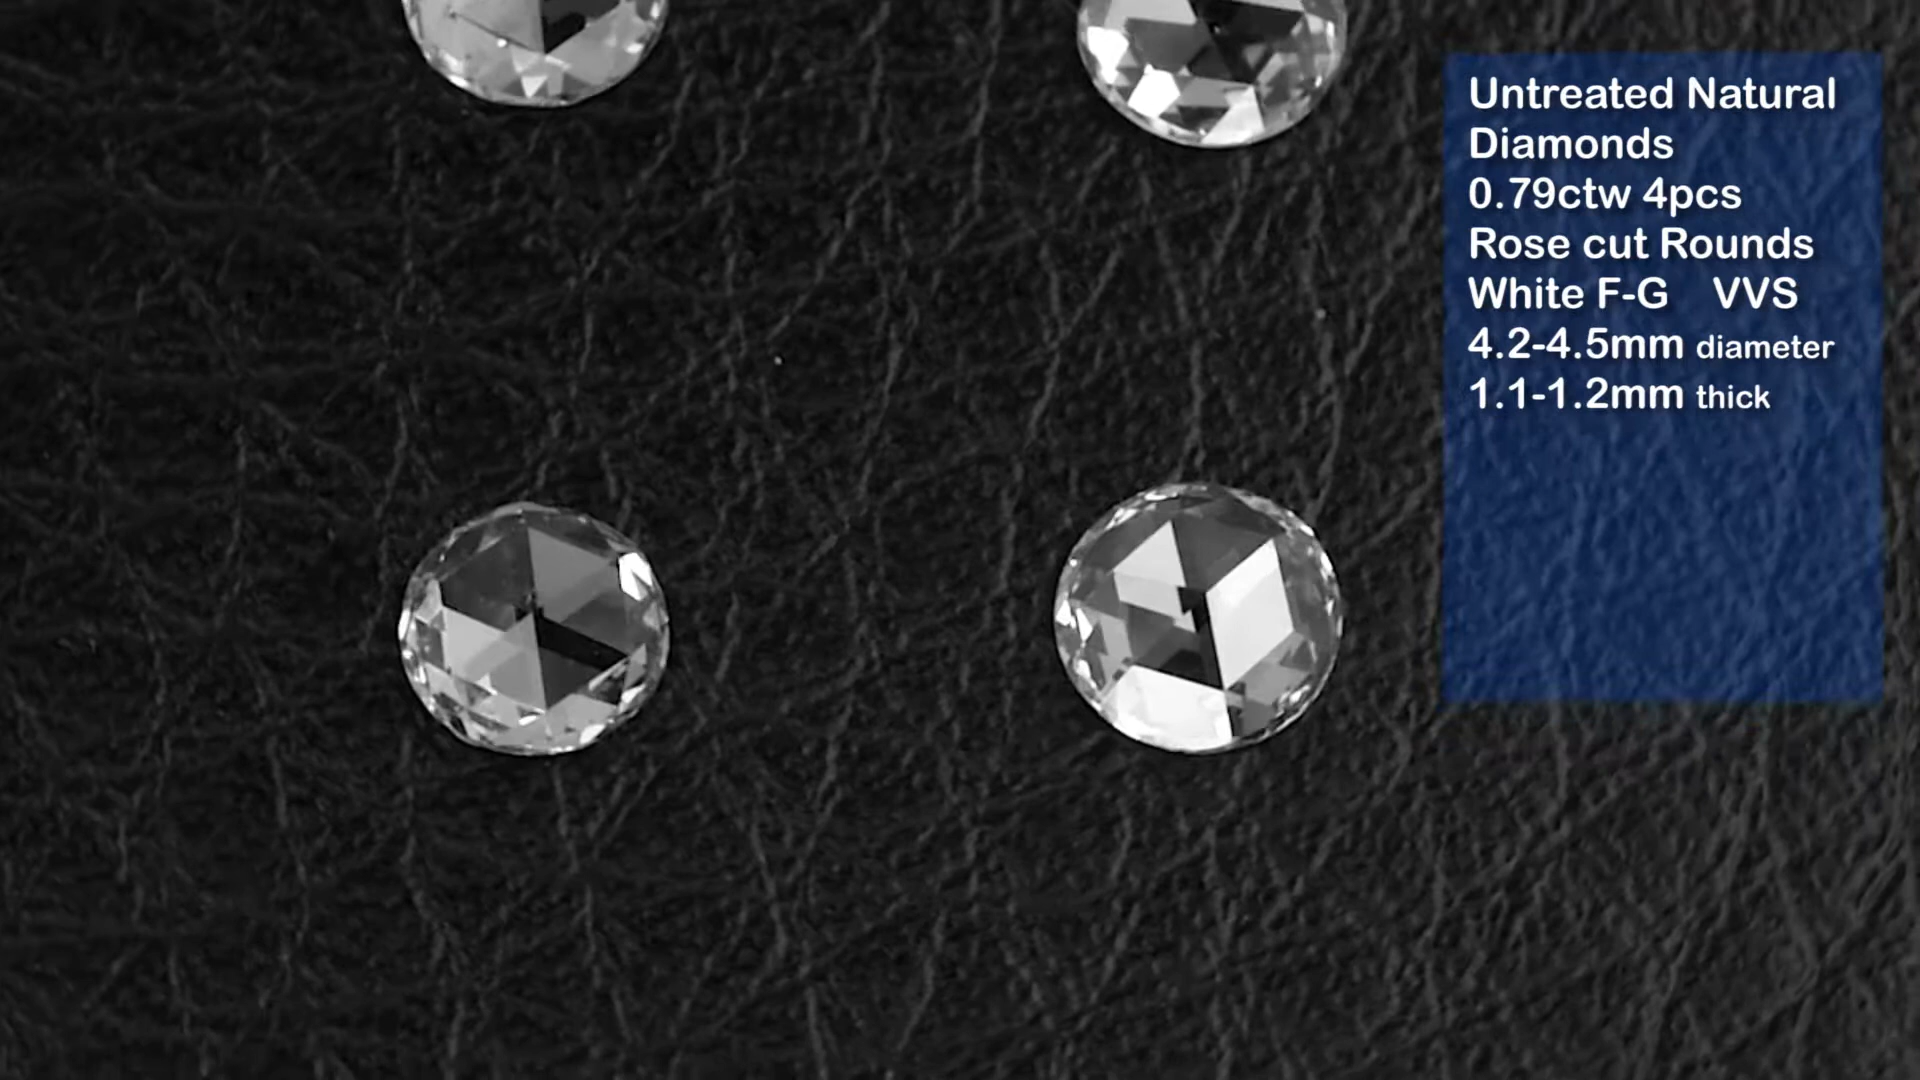 Untreated Natural
Diamonds
0.79ctw 4pcs
Rose cut Rounds
White F-G VVS
4.2-4.5mm diameter
1.1-1.2mm thick